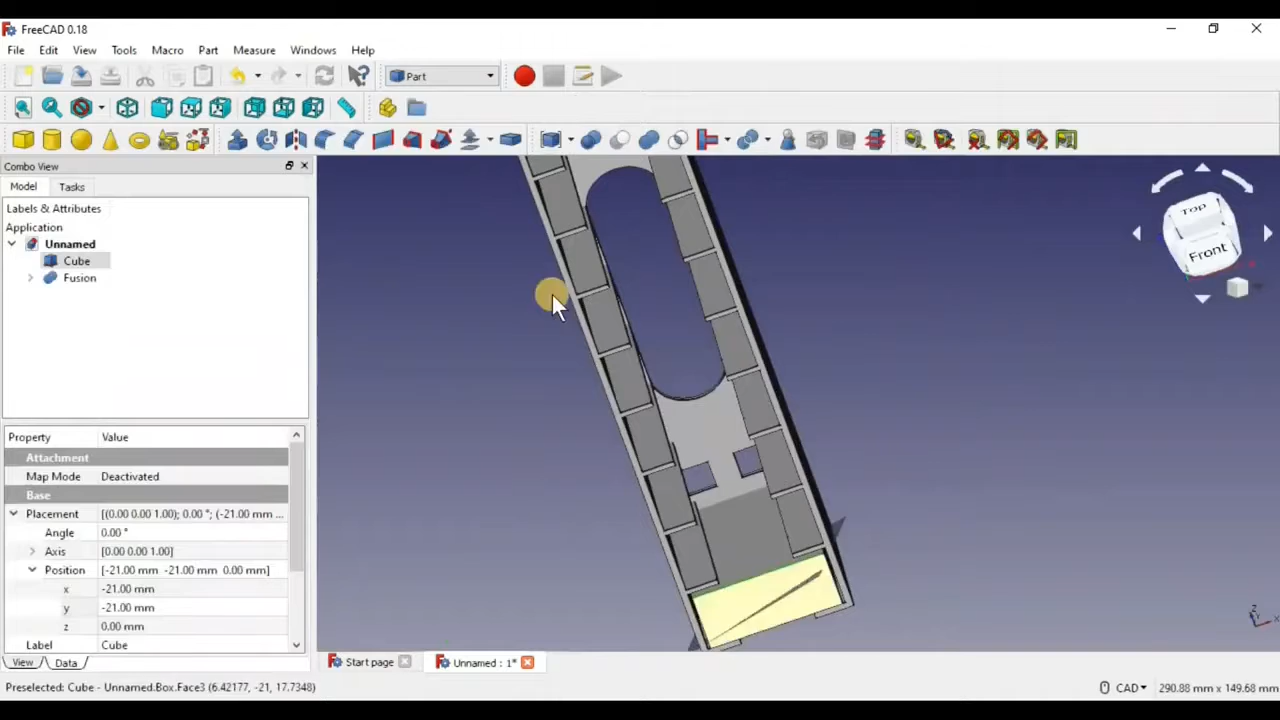 FreeCAD 0.18
File Edit View Tools Macro Part Measure Windows Help
Part
Combo View
Model Tasks
Labels & Attributes
Application
Unnamed
Cube
Fusion
Top
Front
Property Value
Attachment
Map Mode Deactivated
Base
Placement [(0.00 0.00 1.00); 0.00 °; (-21.00 mm ...
Angle 0.00 °
Axis [0.00 0.00 1.00]
Position [-21.00 mm -21.00 mm 0.00 mm]
x -21.00 mm
y -21.00 mm
z 0.00 mm
Label Cube
View Data
Start page Unnamed : 1*
Preselected: Cube - Unnamed.Box.Face3 (6.42177, -21, 17.7348) CAD 290.88 mm x 149.68 mm